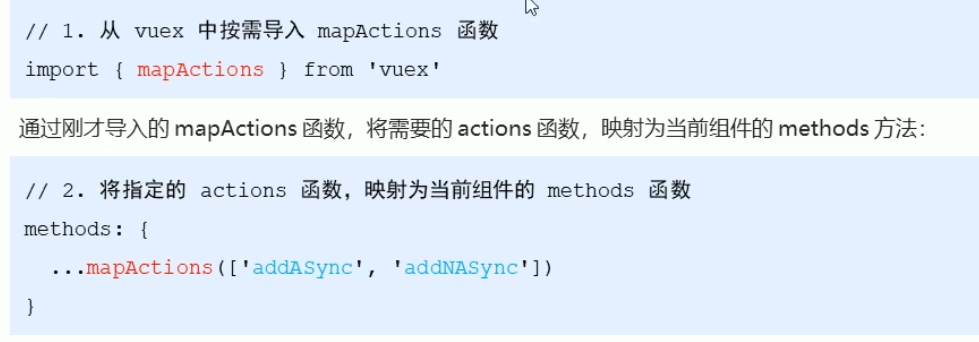 // 1. 从 vuex 中按需导入 mapActions 函数
import { mapActions } from 'vuex'
通过刚才导入的 mapActions 函数，将需要的 actions 函数，映射为当前组件的 methods 方法：
// 2. 将指定的 actions 函数，映射为当前组件的 methods 函数
methods: {
  ...mapActions(['addASync', 'addNASync'])
}